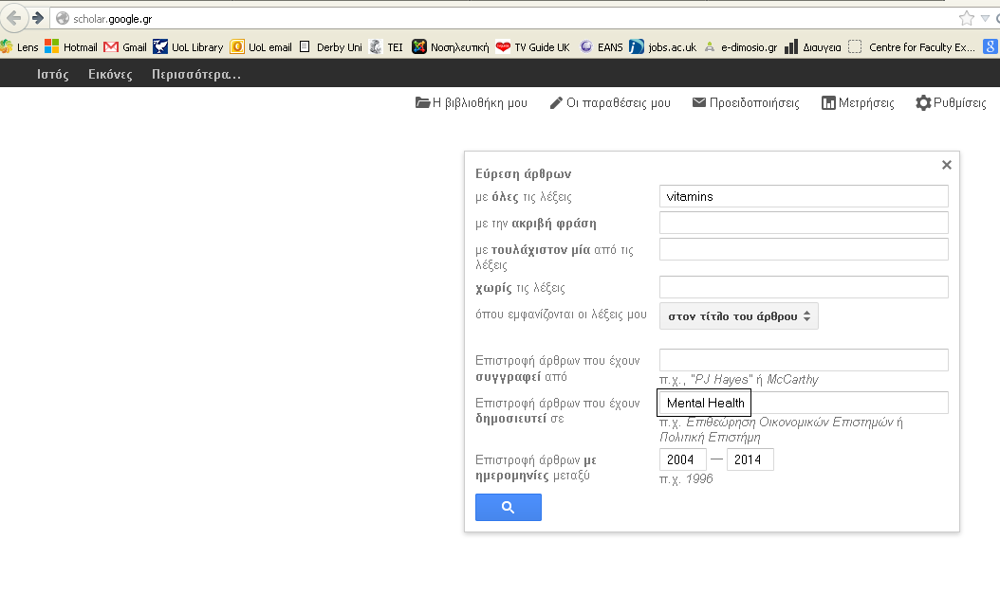 scholar.google.gr
Lens Hotmail Gmail UoL Library UoL email Derby Uni TEI Νοσηλευτική TV Guide UK EANS jobs.ac.uk e-dimosio.gr Διαυγεια Centre for Faculty Ex...
Ιστός Εικόνες Περισσότερα...
Η βιβλιοθήκη μου Οι παραθέσεις μου Προειδοποιήσεις Μετρήσεις Ρυθμίσεις
Εύρεση άρθρων
με όλες τις λέξεις vitamins
με την ακριβή φράση
με τουλάχιστον μία από τις
λέξεις
χωρίς τις λέξεις
όπου εμφανίζονται οι λέξεις μου στον τίτλο του άρθρου
Επιστροφή άρθρων που έχουν
συγγραφεί από
π.χ., "PJ Hayes" ή McCarthy
Επιστροφή άρθρων που έχουν Mental Health
δημοσιευτεί σε
π.χ. Επιθεώρηση Οικονομικών Επιστημών ή
Πολιτική Επιστήμη
Επιστροφή άρθρων με 2004 — 2014
ημερομηνίες μεταξύ
π.χ. 1996